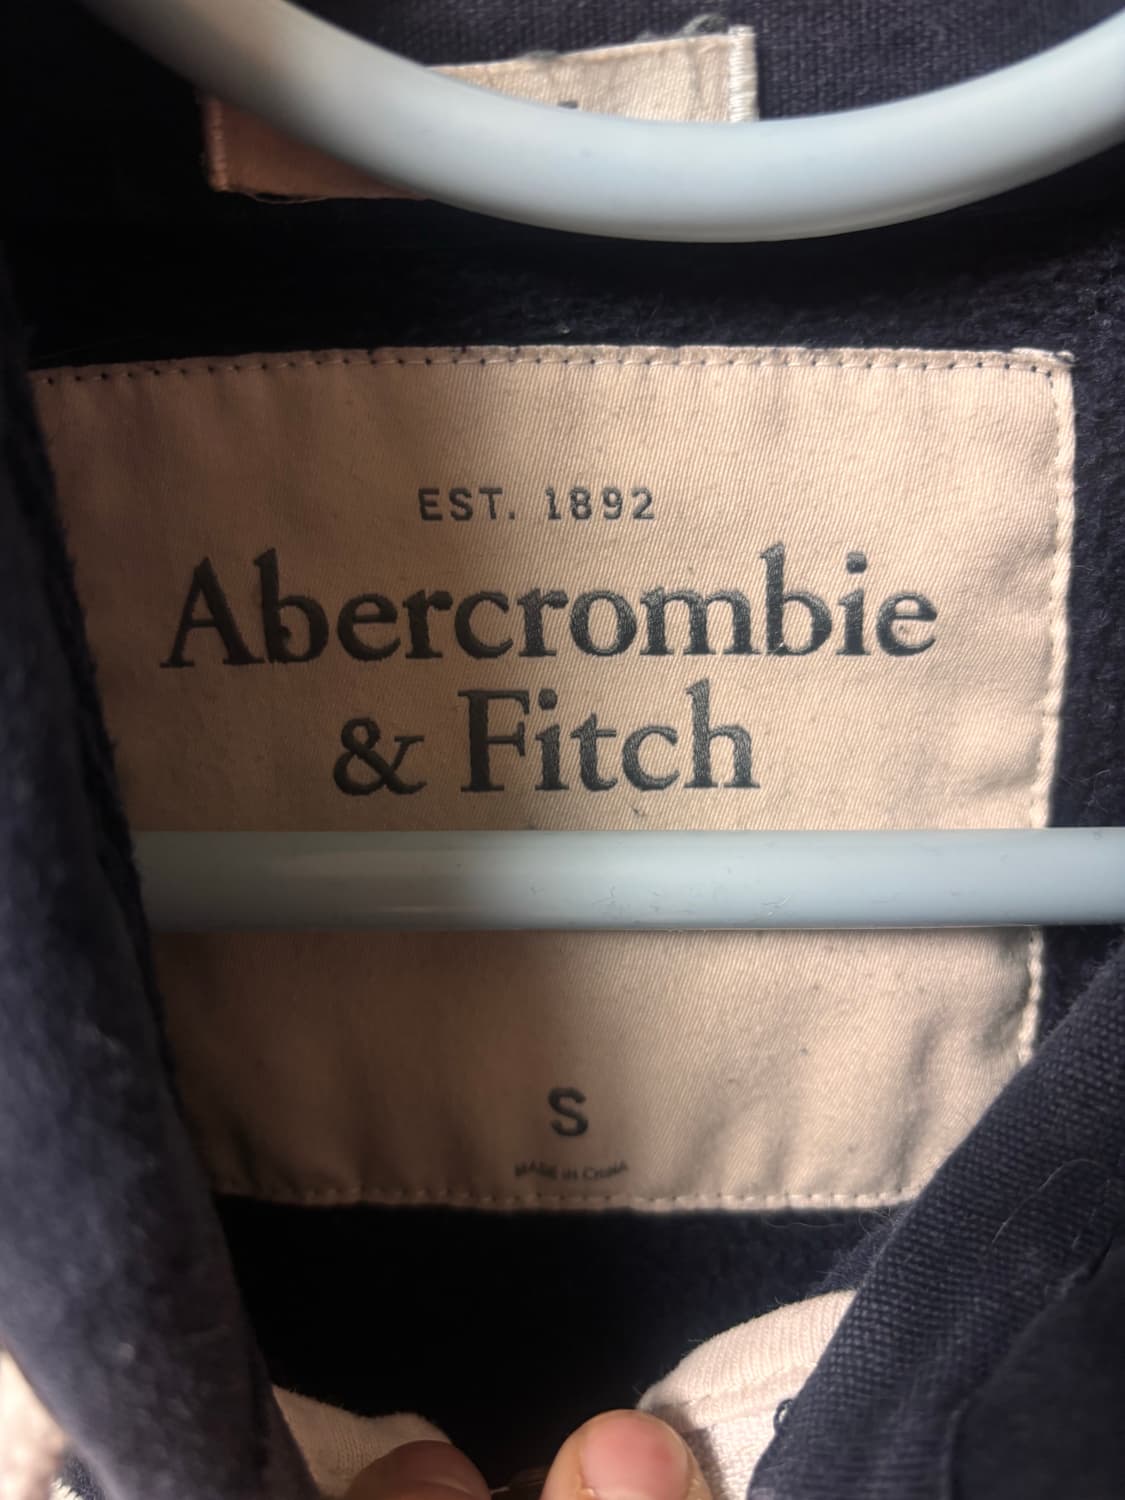 EST. 1892
Abercrombie
& Fitch
S
MADE IN CHINA